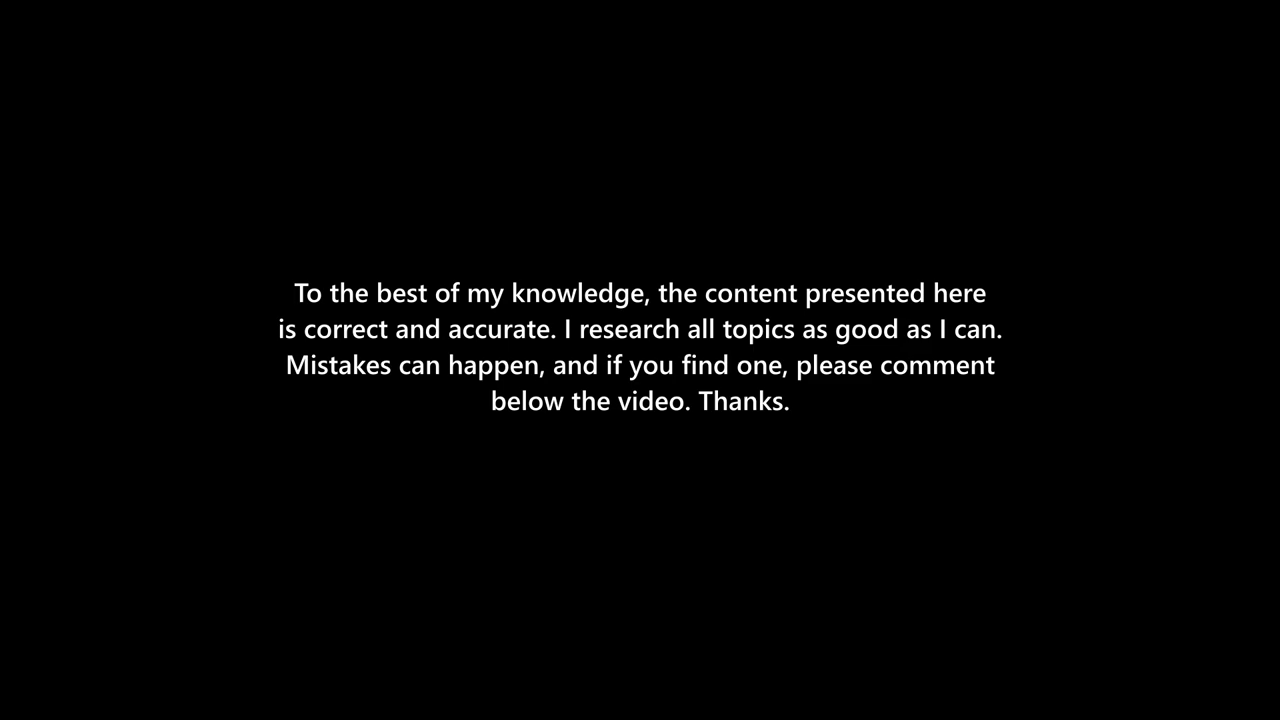 To the best of my knowledge, the content presented here
is correct and accurate. I research all topics as good as I can.
Mistakes can happen, and if you find one, please comment
below the video. Thanks.